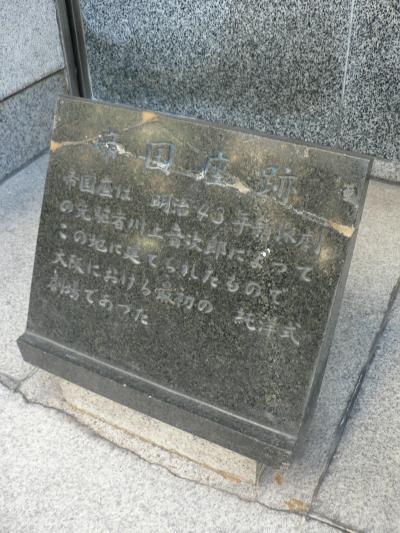 帝国座跡
帝国座は 明治43年新派劇
の先駆者川上音次郎によって
この地に建てられたもので
大阪における最初の 純洋式
劇場であった